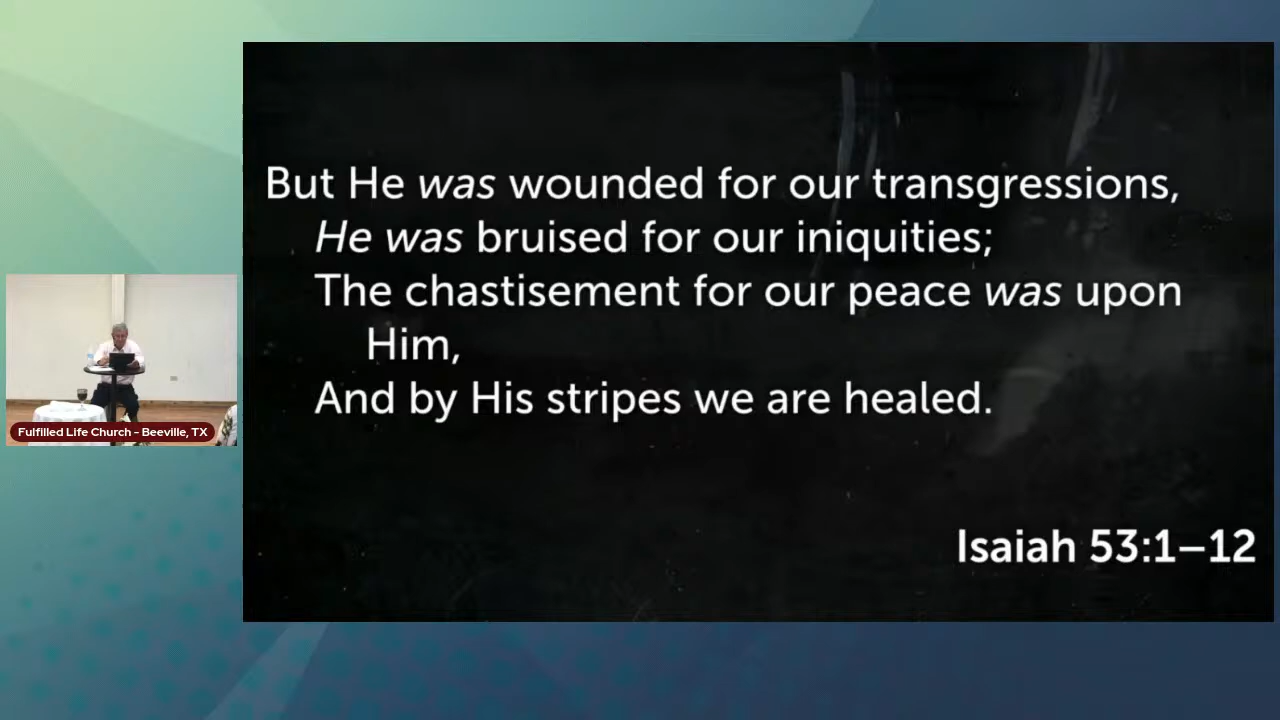 But He was wounded for our transgressions,
He was bruised for our iniquities;
The chastisement for our peace was upon
Him,
And by His stripes we are healed.
Isaiah 53:1–12
Fulfilled Life Church - Beeville, TX